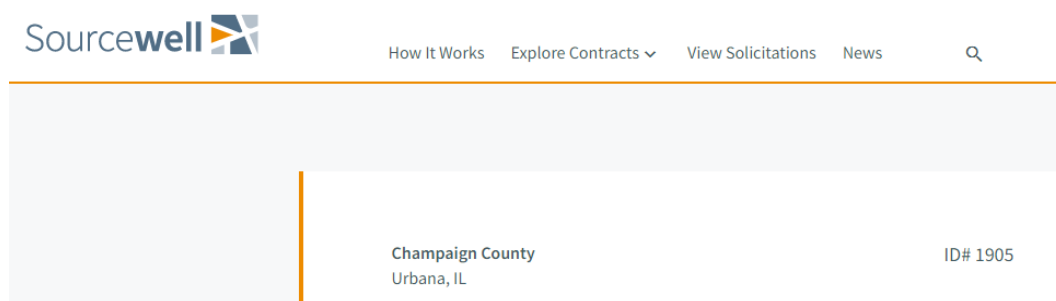 Sourcewell
How It Works Explore Contracts View Solicitations News
Champaign County ID# 1905
Urbana, IL